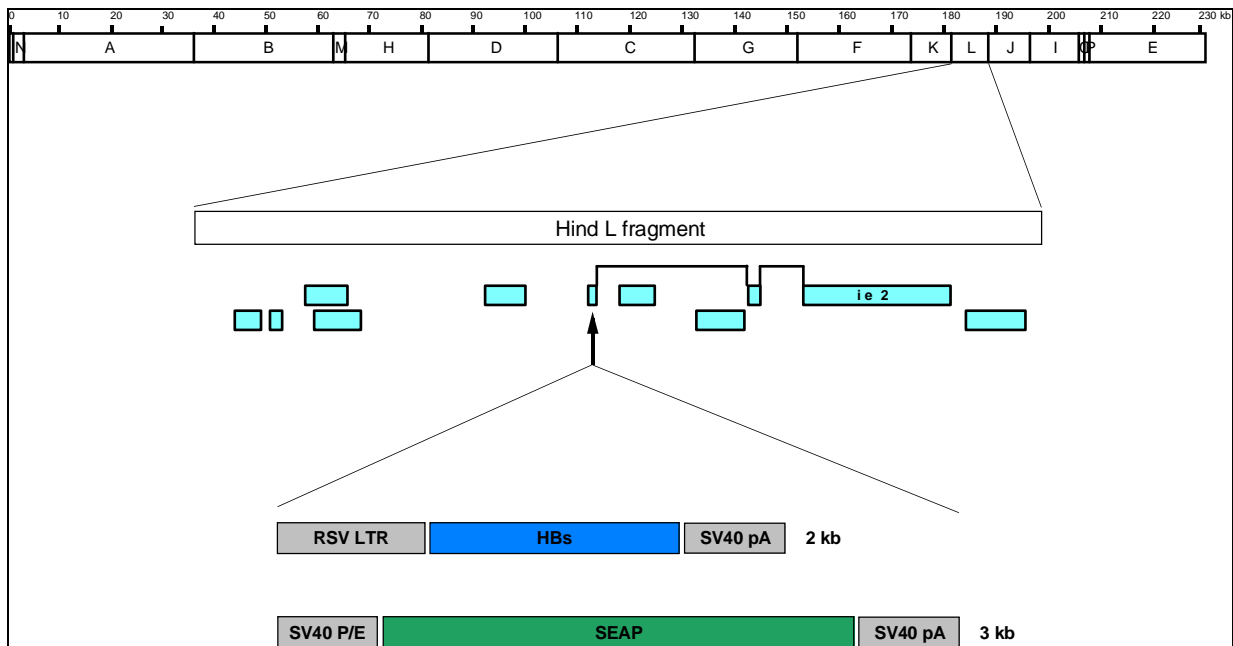 0 10 20 30 40 50 60 70 80 90 100 110 120 130 140 150 160 170 180 190 200 210 220 230 kb
N A B M H D C G F K L J I O P E
Hind L fragment
ie 2
RSV LTR HBs SV40 pA 2 kb
SV40 P/E SEAP SV40 pA 3 kb